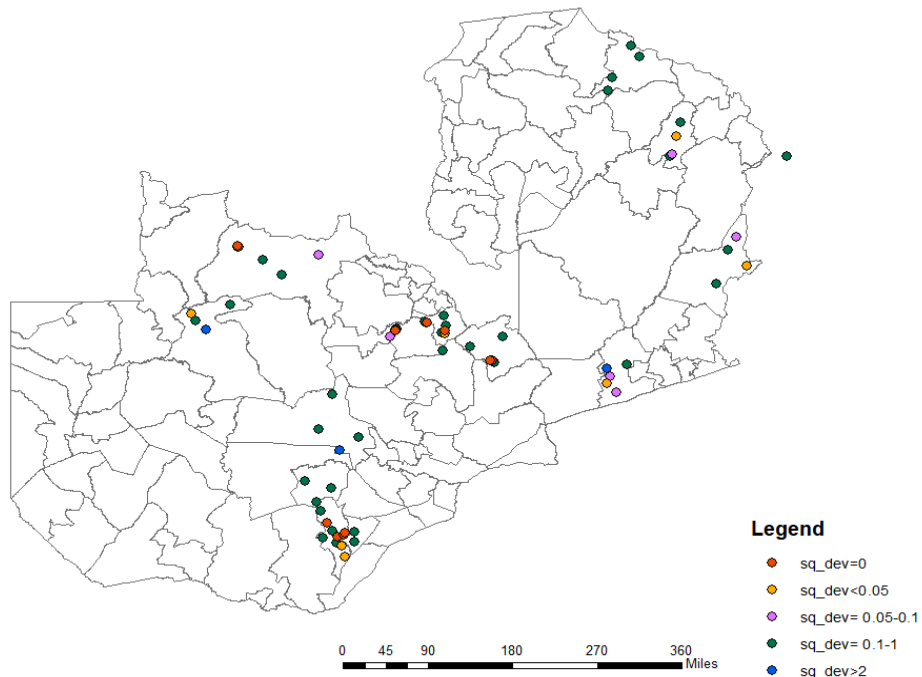 Legend
sq_dev=0
sq_dev<0.05
sq_dev= 0.05-0.1
sq_dev= 0.1-1
sq_dev>2
0 45 90 180 270 360
Miles